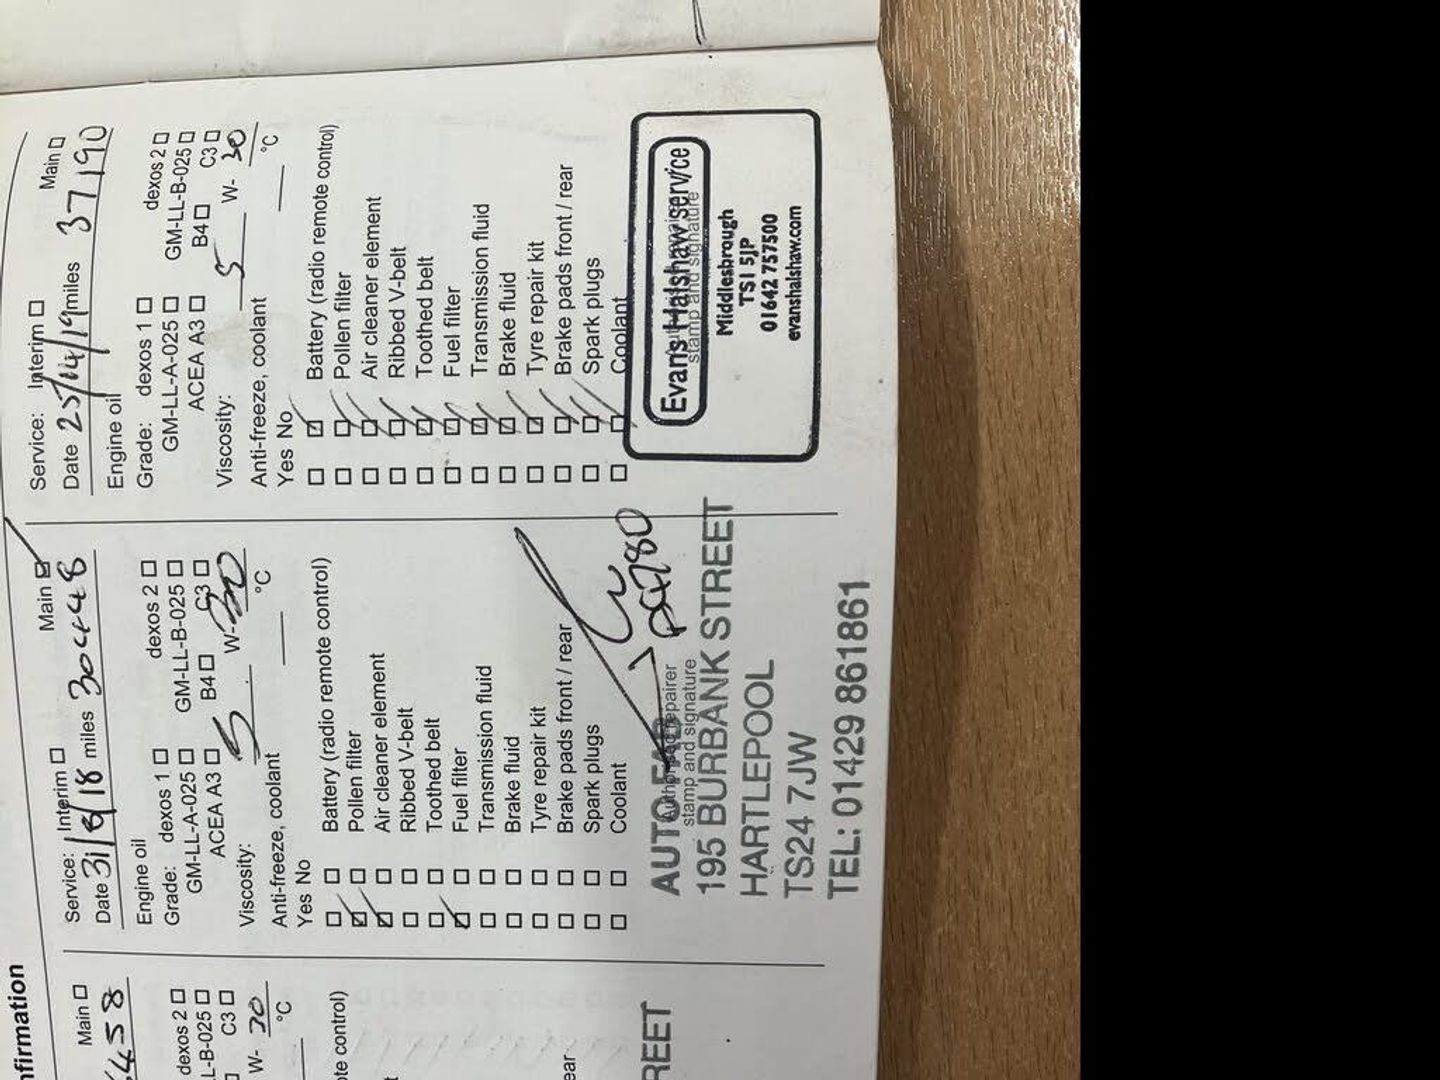 nfirmation
Main
6458
dexos 2
LL-B-025
C3
W- 30
°C
ote control)
ear
REET
Service: Interim Main
Date 31/8/18 miles 30448
Engine oil
Grade: dexos 1 dexos 2
GM-LL-A-025 GM-LL-B-025
ACEA A3 B4 C3
Viscosity: 5 W-30
Anti-freeze, coolant °C
Yes No
Battery (radio remote control)
Pollen filter
Air cleaner element
Ribbed V-belt
Toothed belt
Fuel filter
Transmission fluid
Brake fluid
Tyre repair kit
Brake pads front / rear
Spark plugs
Coolant
Authorised repairer
stamp and signature
195 BURBANK STREET
HARTLEPOOL
TS24 7JW
TEL: 01429 861861
Service: Interim Main
Date 25/04/19 miles 37190
Engine oil
Grade: dexos 1 dexos 2
GM-LL-A-025 GM-LL-B-025
ACEA A3 B4 C3
Viscosity: 5 W- 30
Anti-freeze, coolant °C
Yes No
Battery (radio remote control)
Pollen filter
Air cleaner element
Ribbed V-belt
Toothed belt
Fuel filter
Transmission fluid
Brake fluid
Tyre repair kit
Brake pads front / rear
Spark plugs
Coolant
Authorised repairer
stamp and signature
Evans Halshaw service
Middlesbrough
TS1 5JP
01642 757500
evanshalshaw.com